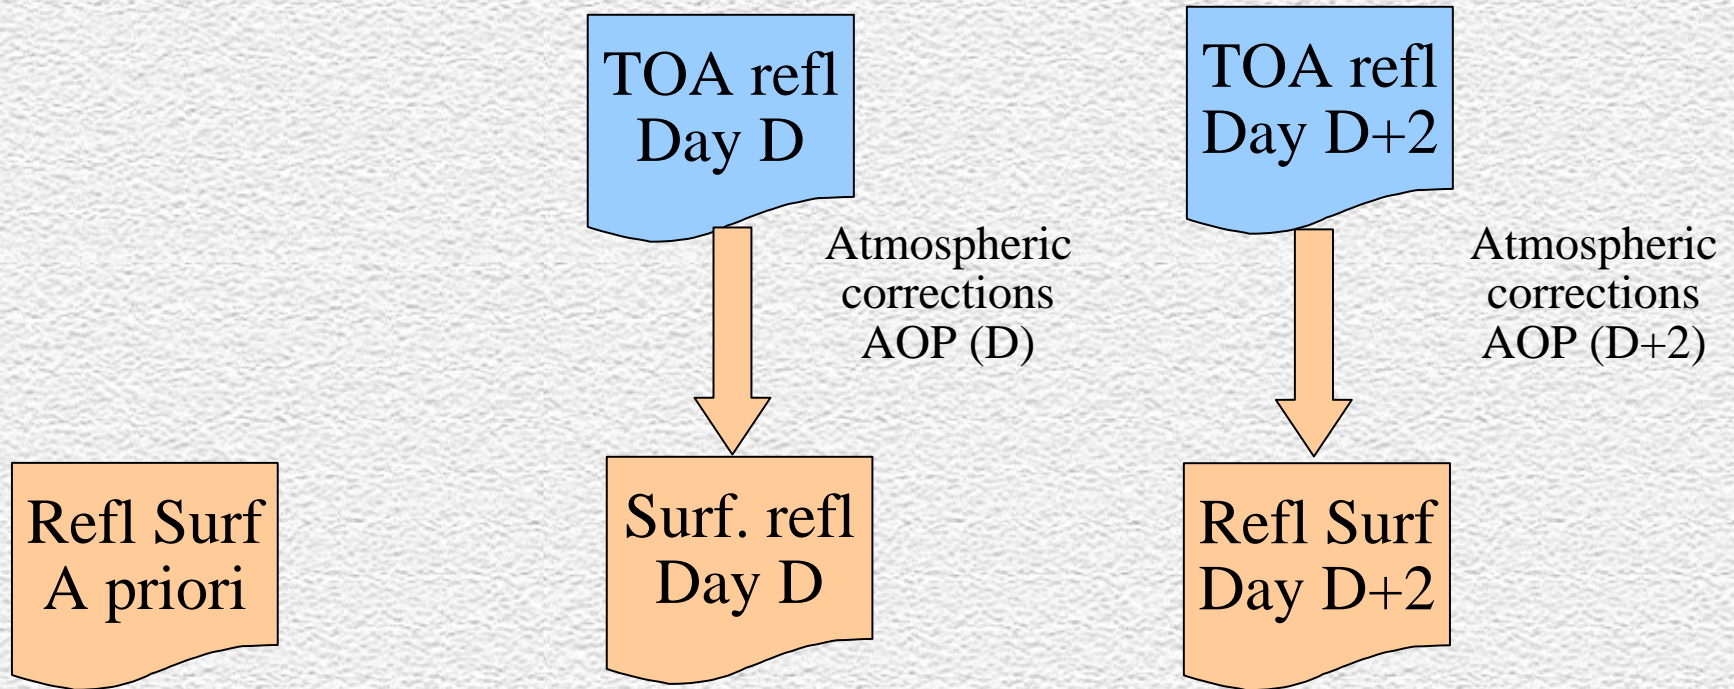 TOA refl
Day D
TOA refl
Day D+2
Atmospheric
corrections
AOP (D)
Atmospheric
corrections
AOP (D+2)
Refl Surf
A priori
Surf. refl
Day D
Refl Surf
Day D+2